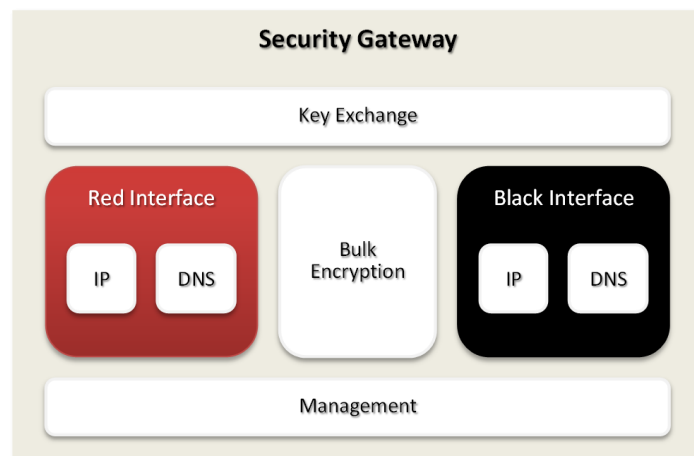 Security Gateway
Key Exchange
Red Interface
IP
DNS
Bulk
Encryption
Black Interface
IP
DNS
Management